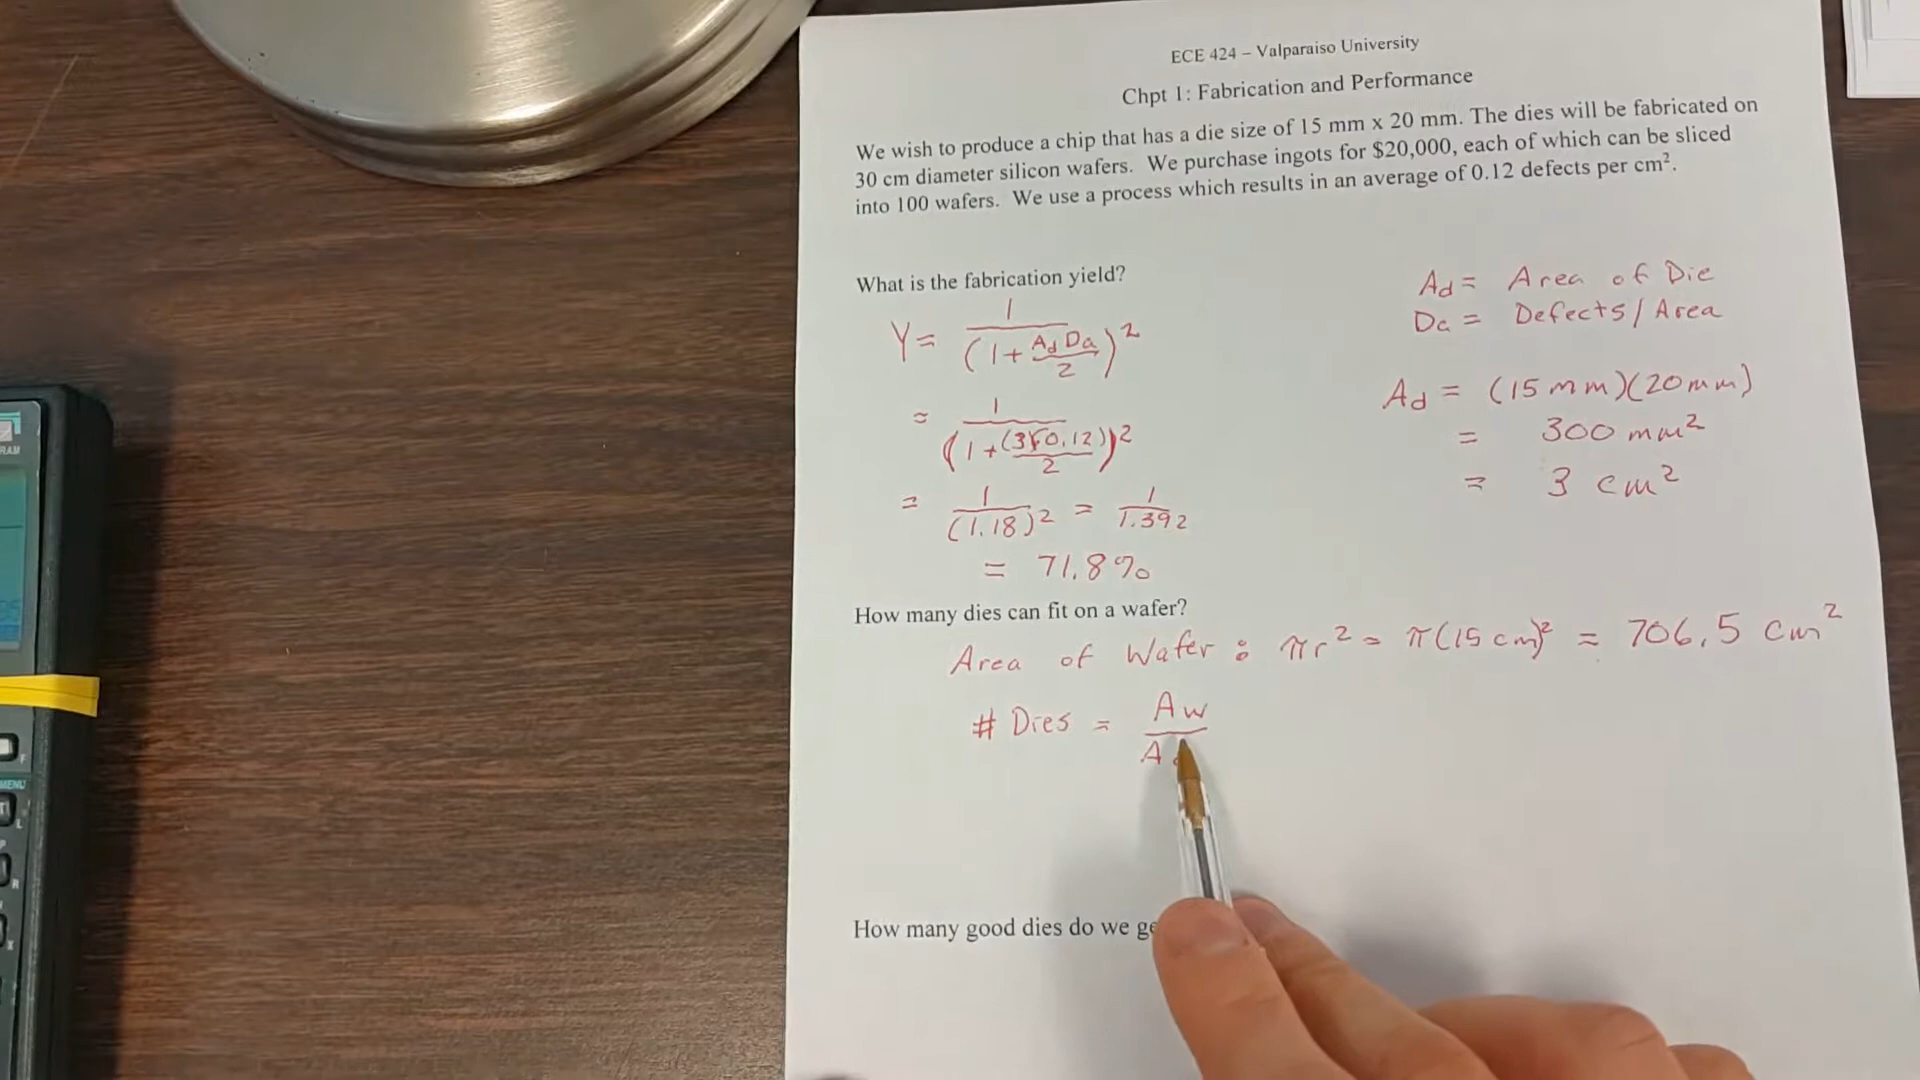 ECE 424 – Valparaiso University
Chpt 1: Fabrication and Performance
We wish to produce a chip that has a die size of 15 mm x 20 mm. The dies will be fabricated on
30 cm diameter silicon wafers. We purchase ingots for $20,000, each of which can be sliced
into 100 wafers. We use a process which results in an average of 0.12 defects per cm².
What is the fabrication yield?
Y = 1 / (1 + Ad Da / 2)²
= 1 / (1 + (3)(0.12) / 2)²
= 1 / (1.18)² = 1 / 1.392
= 71.8%
Ad = Area of Die
Da = Defects / Area
Ad = (15 mm)(20 mm)
= 300 mm²
= 3 cm²
How many dies can fit on a wafer?
Area of Wafer : πr² = π(15 cm)² = 706.5 cm²
# Dies = Aw / A
How many good dies do we
RAM
F
MENU
L
R
X